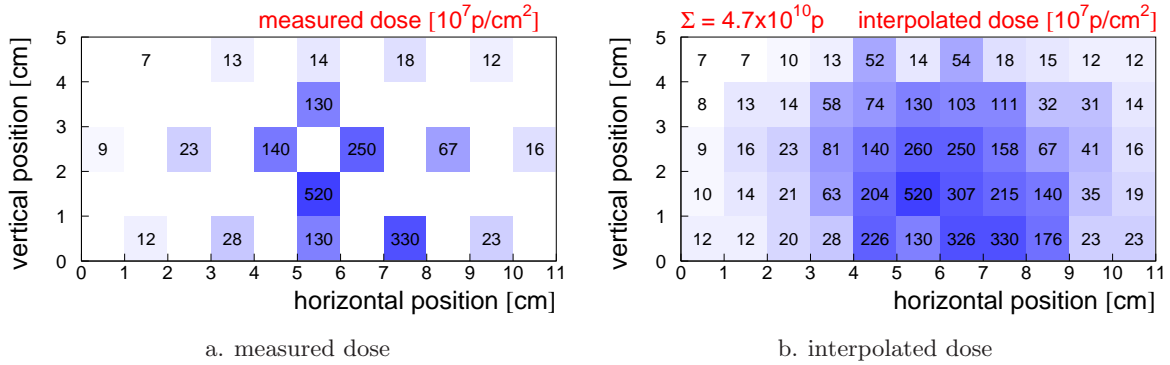 measured dose [10⁷p/cm²]
5
7 13 14 18 12
4
130
3
9 23 140 250 67 16
2
520
1
12 28 130 330 23
0
0 1 2 3 4 5 6 7 8 9 10 11
vertical position [cm]
horizontal position [cm]
a. measured dose
Σ = 4.7x10¹⁰p interpolated dose [10⁷p/cm²]
5
7 7 10 13 52 14 54 18 15 12 12
4
8 13 14 58 74 130 103 111 32 31 14
3
9 16 23 81 140 260 250 158 67 41 16
2
10 14 21 63 204 520 307 215 140 35 19
1
12 12 20 28 226 130 326 330 176 23 23
0
0 1 2 3 4 5 6 7 8 9 10 11
vertical position [cm]
horizontal position [cm]
b. interpolated dose